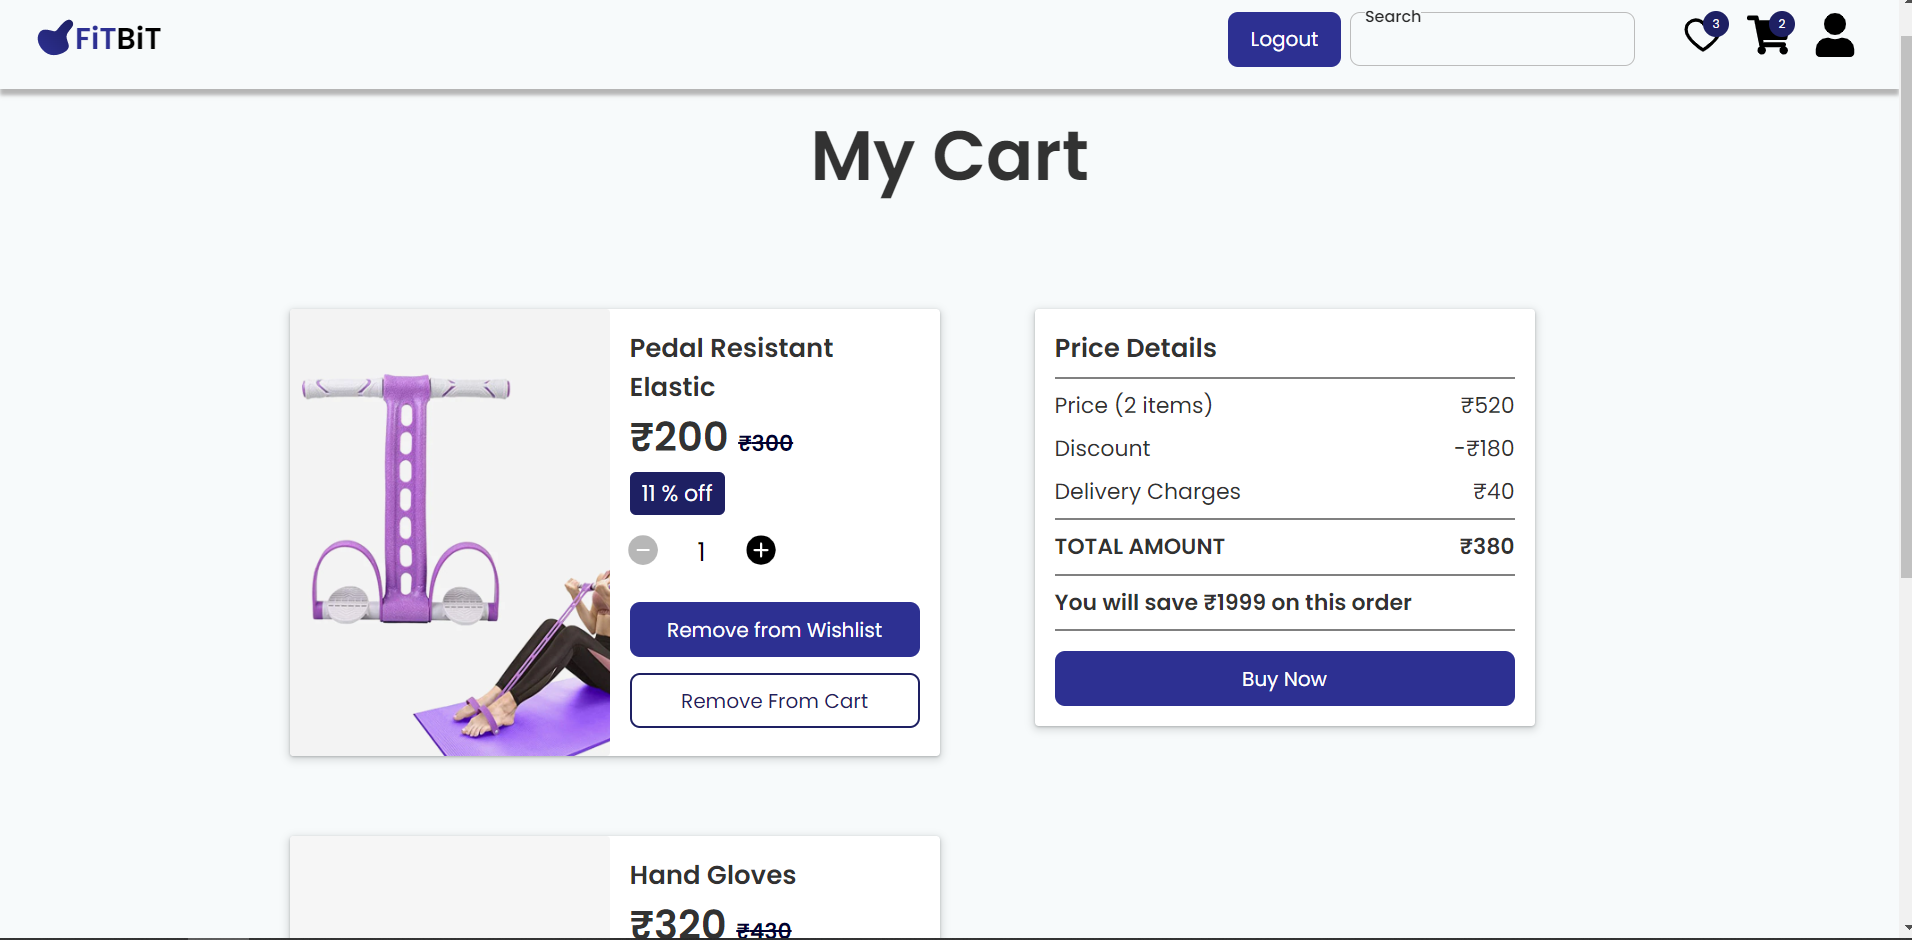 FiTBiT
Logout
Search
3
2
My Cart
Pedal Resistant
Elastic
₹200 ₹300
11 % off
1
Remove from Wishlist
Remove From Cart
Price Details
Price (2 items) ₹520
Discount -₹180
Delivery Charges ₹40
TOTAL AMOUNT ₹380
You will save ₹1999 on this order
Buy Now
Hand Gloves
₹320 ₹430